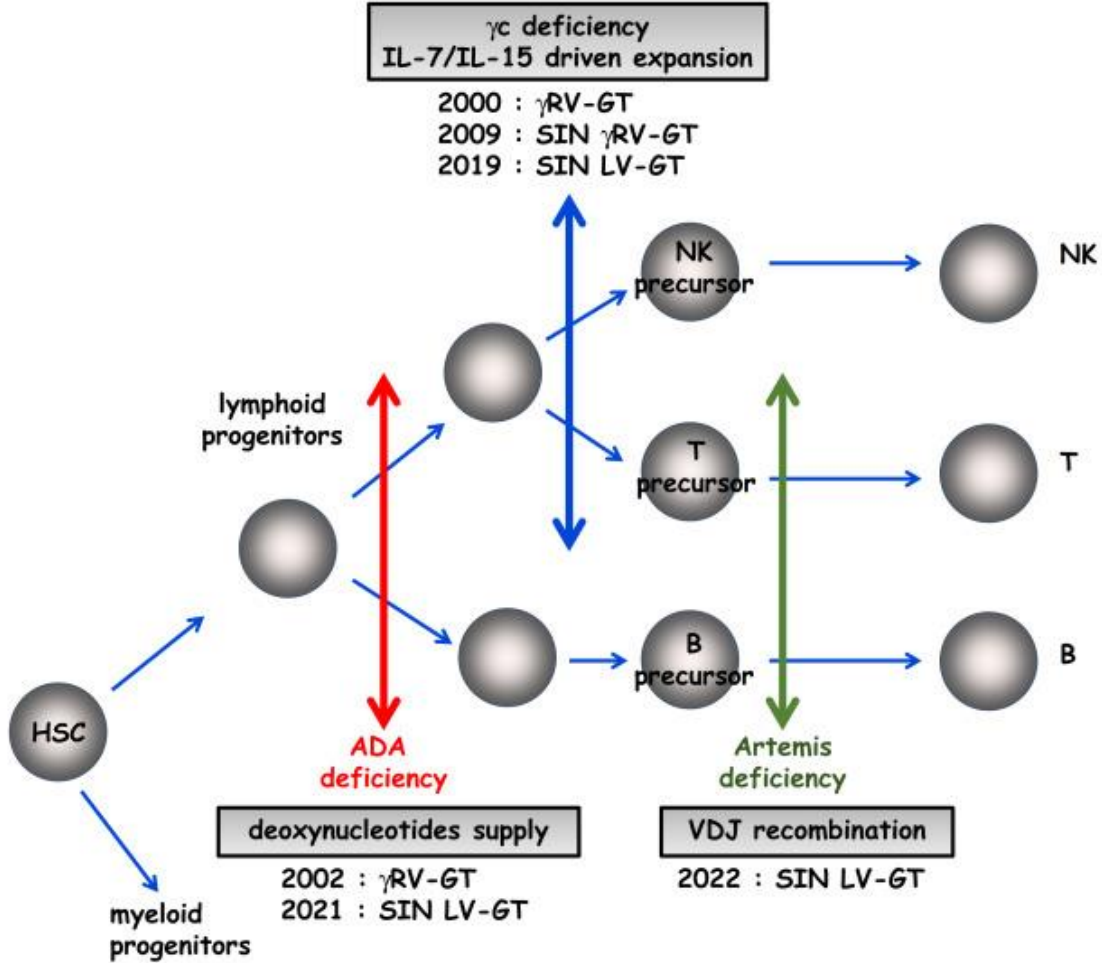 γc deficiency
IL-7/IL-15 driven expansion
2000 : γRV-GT
2009 : SIN γRV-GT
2019 : SIN LV-GT
NK
precursor
NK
lymphoid
progenitors
T
precursor
T
B
precursor
B
HSC
ADA
deficiency
Artemis
deficiency
deoxynucleotides supply
VDJ recombination
2002 : γRV-GT
2021 : SIN LV-GT
2022 : SIN LV-GT
myeloid
progenitors